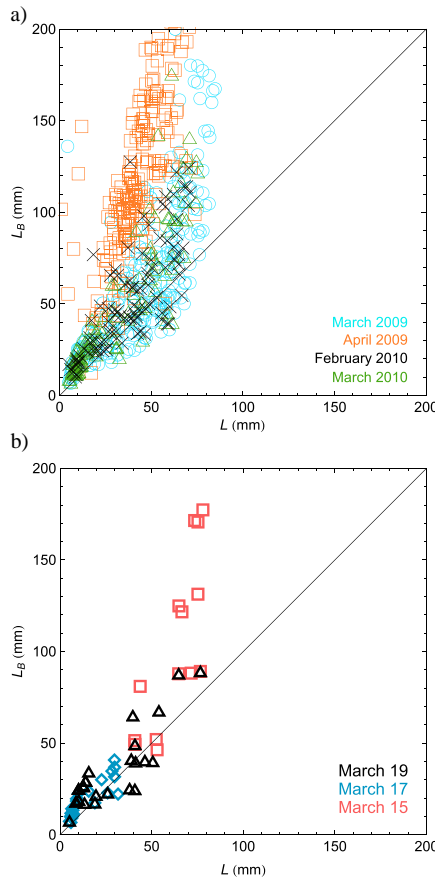 a)
200
150
100
50
0
L_B (mm)
March 2009
April 2009
February 2010
March 2010
0 50 100 150 200
L (mm)
b)
200
150
100
50
0
L_B (mm)
March 19
March 17
March 15
0 50 100 150 200
L (mm)